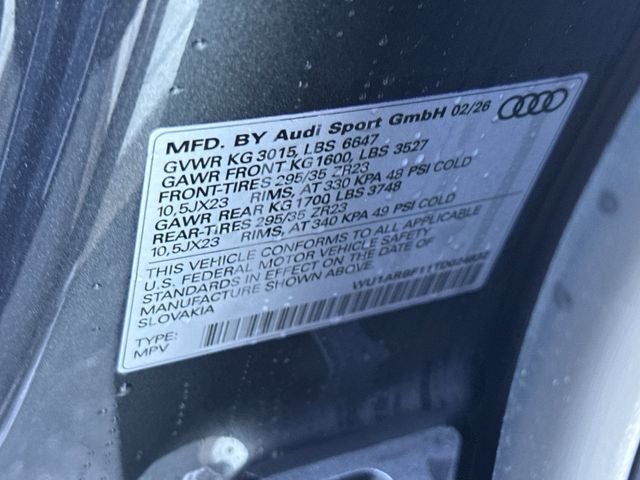 MFD. BY Audi Sport GmbH 02/26
GVWR KG 3015, LBS 6647
GAWR FRONT KG 1600, LBS 3527
FRONT-TIRES 295/35 ZR23
10,5JX23 RIMS, AT 330 KPA 48 PSI COLD
GAWR REAR KG 1700 LBS 3748
REAR-TIRES 295/35 ZR23
10,5JX23 RIMS, AT 340 KPA 49 PSI COLD
THIS VEHICLE CONFORMS TO ALL APPLICABLE
U.S. FEDERAL MOTOR VEHICLE SAFETY
STANDARDS IN EFFECT ON THE DATE OF
MANUFACTURE SHOWN ABOVE.
SLOVAKIA
TYPE:
MPV